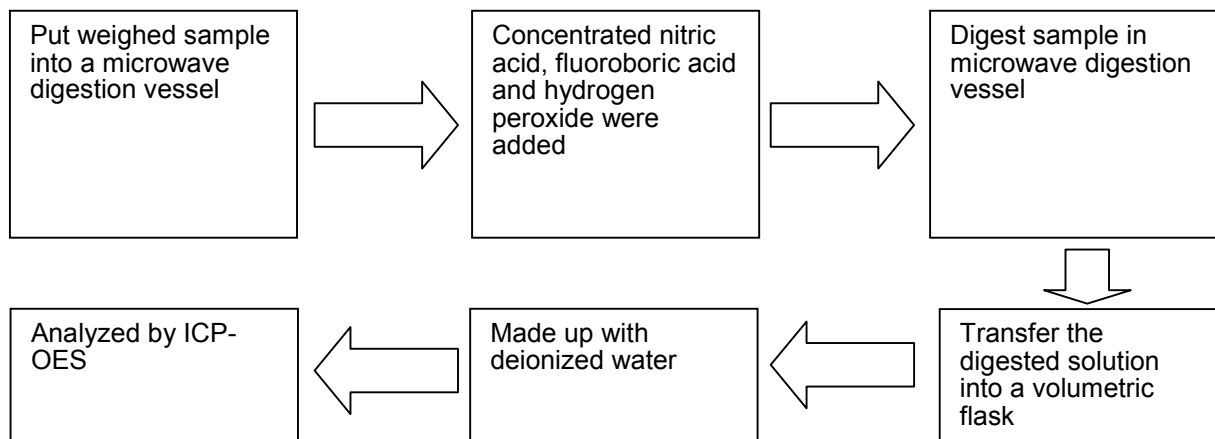 Put weighed sample
into a microwave
digestion vessel
Concentrated nitric
acid, fluoroboric acid
and hydrogen
peroxide were
added
Digest sample in
microwave digestion
vessel
Transfer the
digested solution
into a volumetric
flask
Made up with
deionized water
Analyzed by ICP-
OES